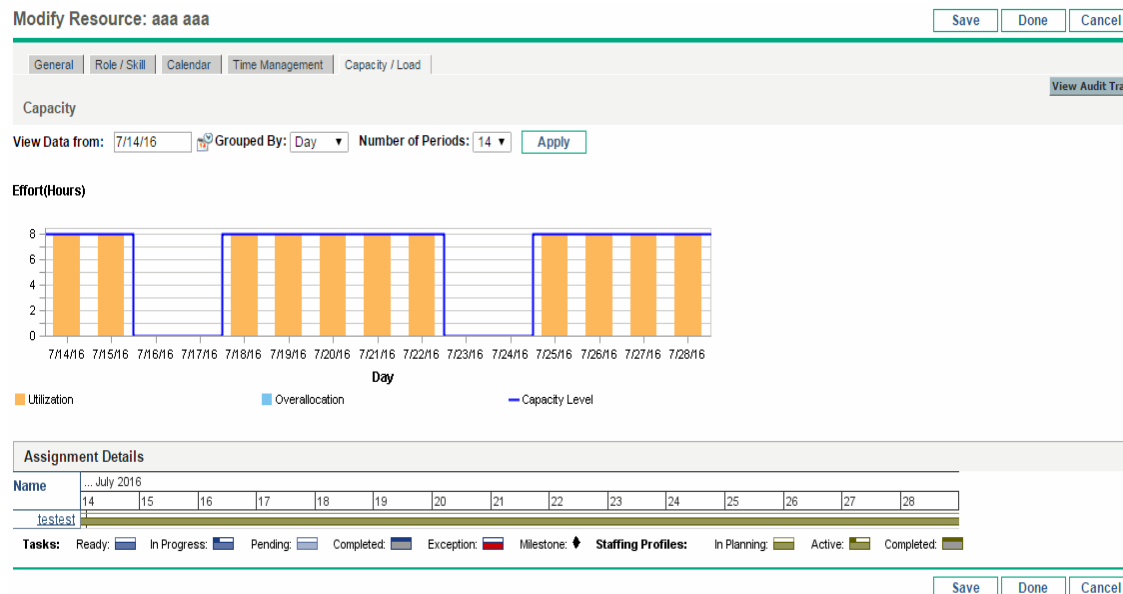 Modify Resource: aaa aaa
Save Done Cancel
General Role / Skill Calendar Time Management Capacity / Load
View Audit Tra
Capacity
View Data from: 7/14/16 Grouped By: Day Number of Periods: 14 Apply
Effort(Hours)
8
6
4
2
0
7/14/16 7/15/16 7/16/16 7/17/16 7/18/16 7/19/16 7/20/16 7/21/16 7/22/16 7/23/16 7/24/16 7/25/16 7/26/16 7/27/16 7/28/16
Day
Utilization Overallocation Capacity Level
Assignment Details
Name ... July 2016
14 15 16 17 18 19 20 21 22 23 24 25 26 27 28
testest
Tasks: Ready: In Progress: Pending: Completed: Exception: Milestone: Staffing Profiles: In Planning: Active: Completed:
Save Done Cancel